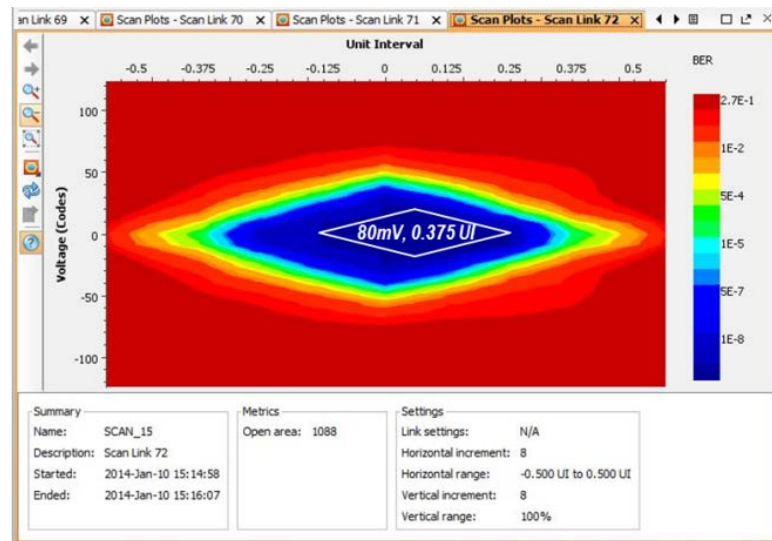 an Link 69 X Scan Plots - Scan Link 70 X Scan Plots - Scan Link 71 X Scan Plots - Scan Link 72 X
Unit Interval
-0.5 -0.375 -0.25 -0.125 0 0.125 0.25 0.375 0.5
BER
100
50
0
-50
-100
Voltage (Codes)
80mV, 0.375 UI
2.7E-1
1E-2
5E-4
1E-5
5E-7
1E-8
Summary
Name: SCAN_15
Description: Scan Link 72
Started: 2014-Jan-10 15:14:58
Ended: 2014-Jan-10 15:16:07
Metrics
Open area: 1088
Settings
Link settings: N/A
Horizontal increment: 8
Horizontal range: -0.500 UI to 0.500 UI
Vertical increment: 8
Vertical range: 100%